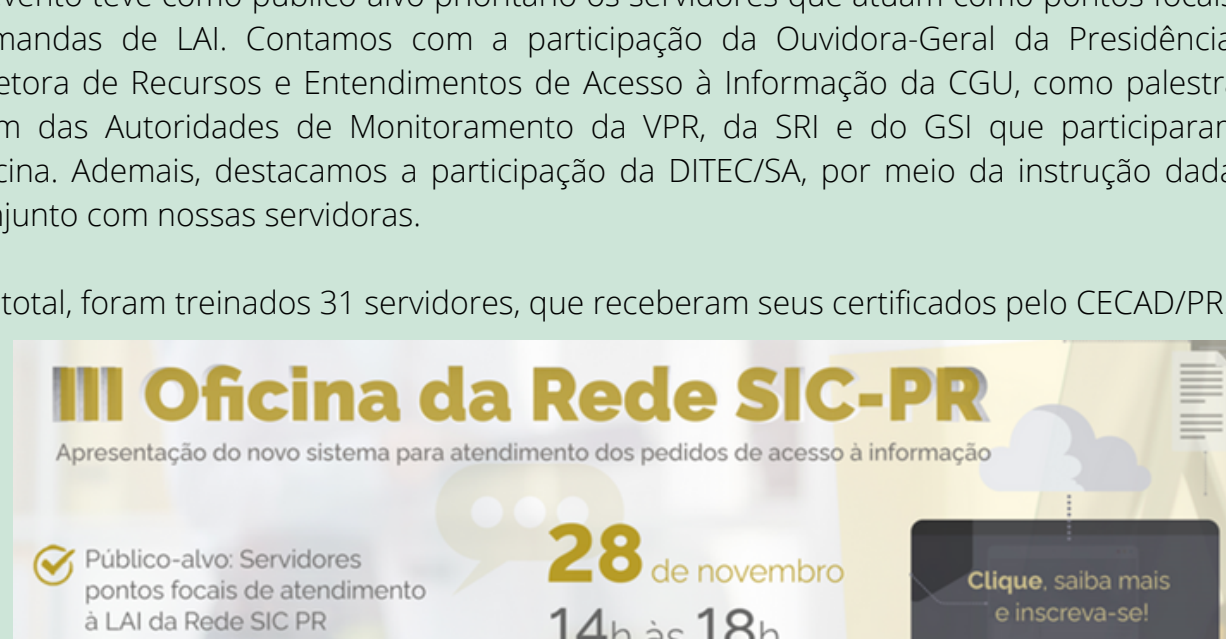 vento teve como público-alvo prioritário os servidores que atuam como pontos focais
mandas de LAI. Contamos com a participação da Ouvidora-Geral da Presidência
etora de Recursos e Entendimentos de Acesso à Informação da CGU, como palestra
m das Autoridades de Monitoramento da VPR, da SRI e do GSI que participaram
cina. Ademais, destacamos a participação da DITEC/SA, por meio da instrução dada
njunto com nossas servidoras.
total, foram treinados 31 servidores, que receberam seus certificados pelo CECAD/PR
III Oficina da Rede SIC-PR
Apresentação do novo sistema para atendimento dos pedidos de acesso à informação
Público-alvo: Servidores
pontos focais de atendimento
à LAI da Rede SIC PR
28 de novembro
14h às 18h
Clique, saiba mais
e inscreva-se!